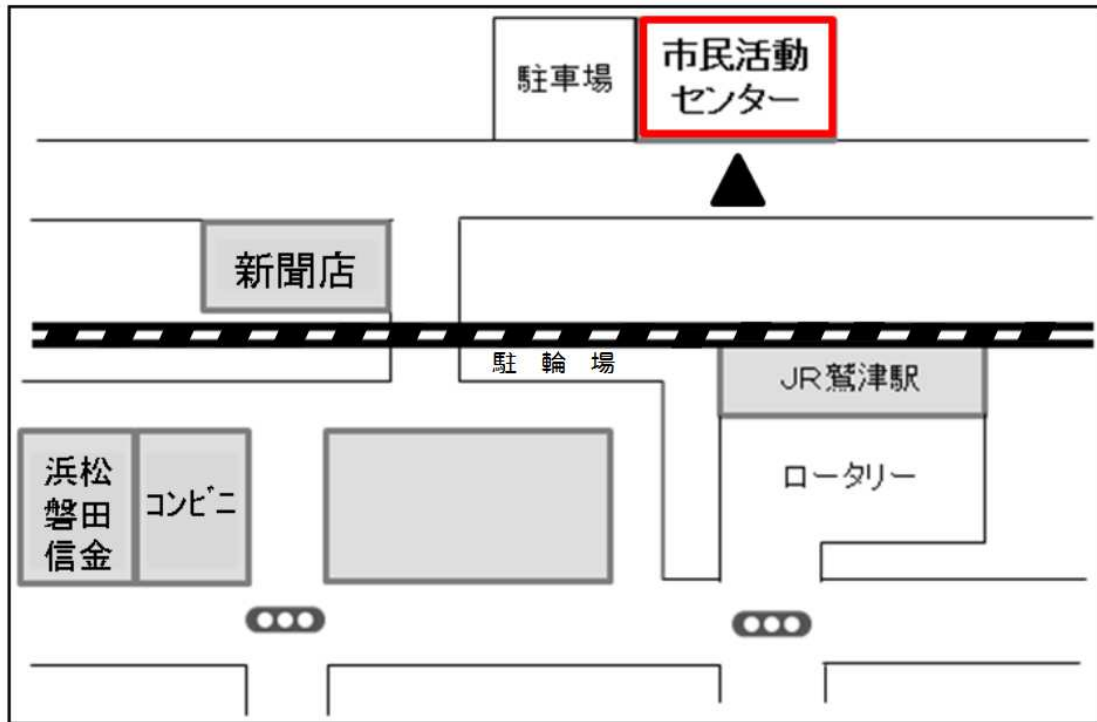 駐車場
市民活動
センター
新聞店
駐 輪 場
JR鷲津駅
ロータリー
浜松
磐田
信金
コンビニ